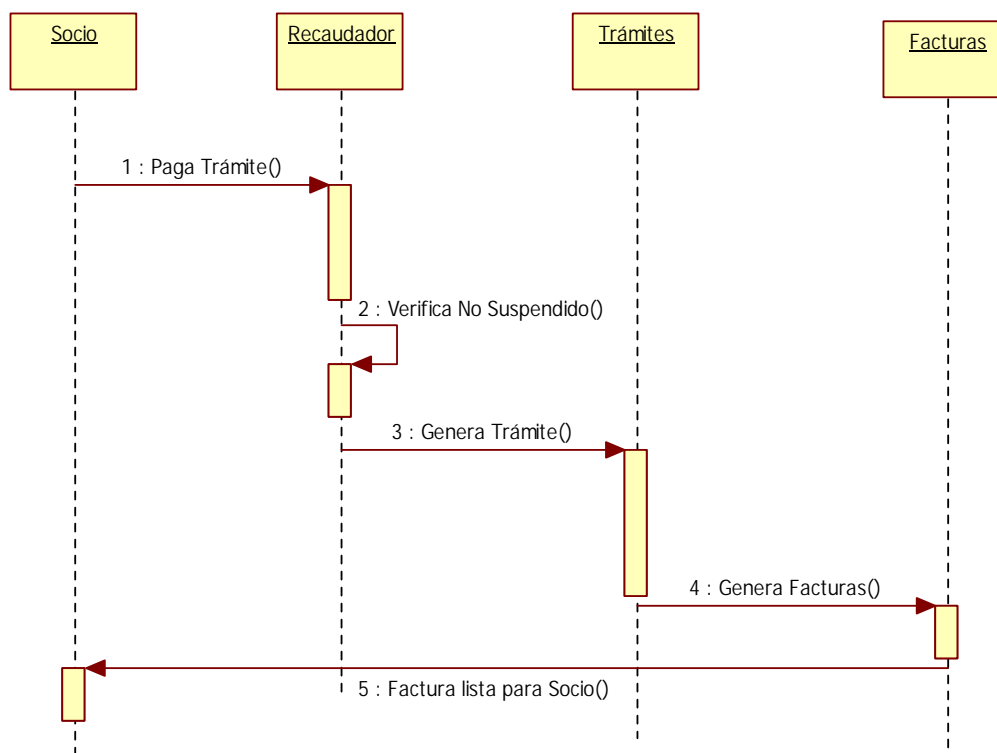 Socio
Recaudador
Trámites
Facturas
1 : Paga Trámite()
2 : Verifica No Suspendido()
3 : Genera Trámite()
4 : Genera Facturas()
5 : Factura lista para Socio()